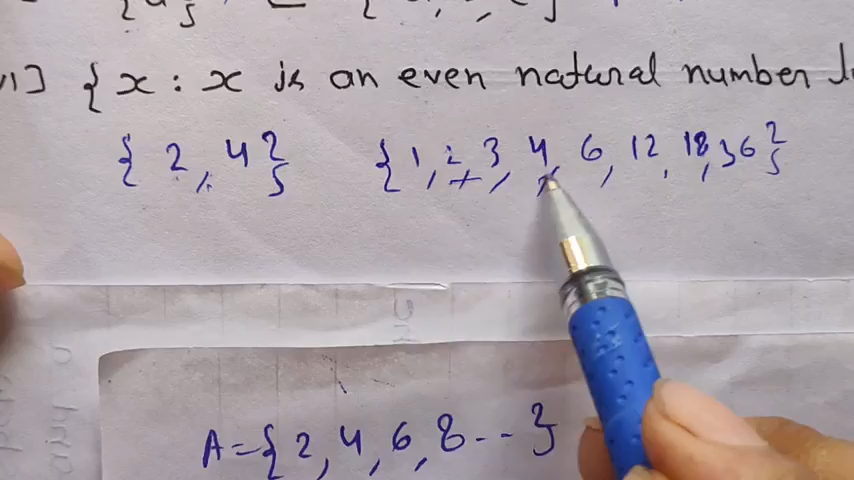 vi] { x : x is an even natural number
{ 2, 4 } { 1, 2, 3, 4, 6, 12, 18, 36 }
A = { 2, 4, 6, 8 -- }